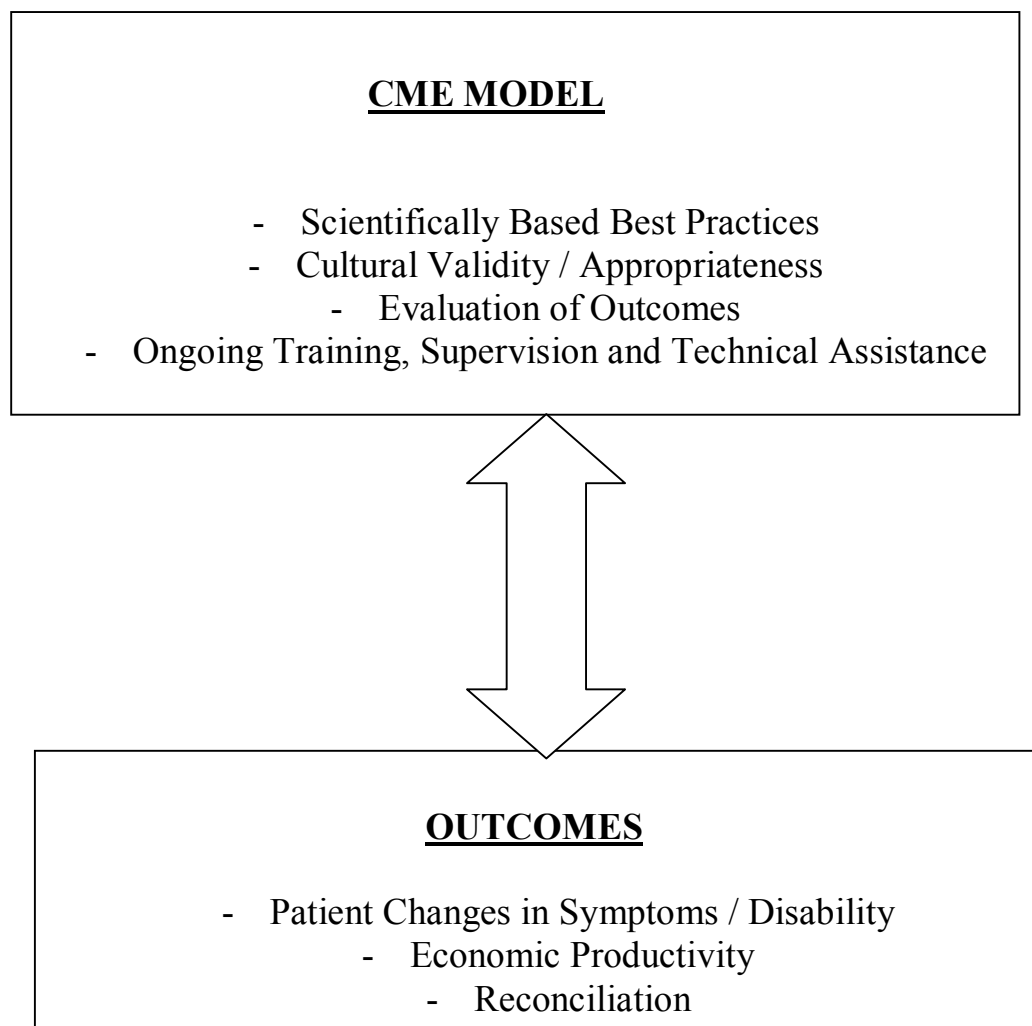 CME MODEL
- Scientifically Based Best Practices
- Cultural Validity / Appropriateness
- Evaluation of Outcomes
- Ongoing Training, Supervision and Technical Assistance
OUTCOMES
- Patient Changes in Symptoms / Disability
- Economic Productivity
- Reconciliation